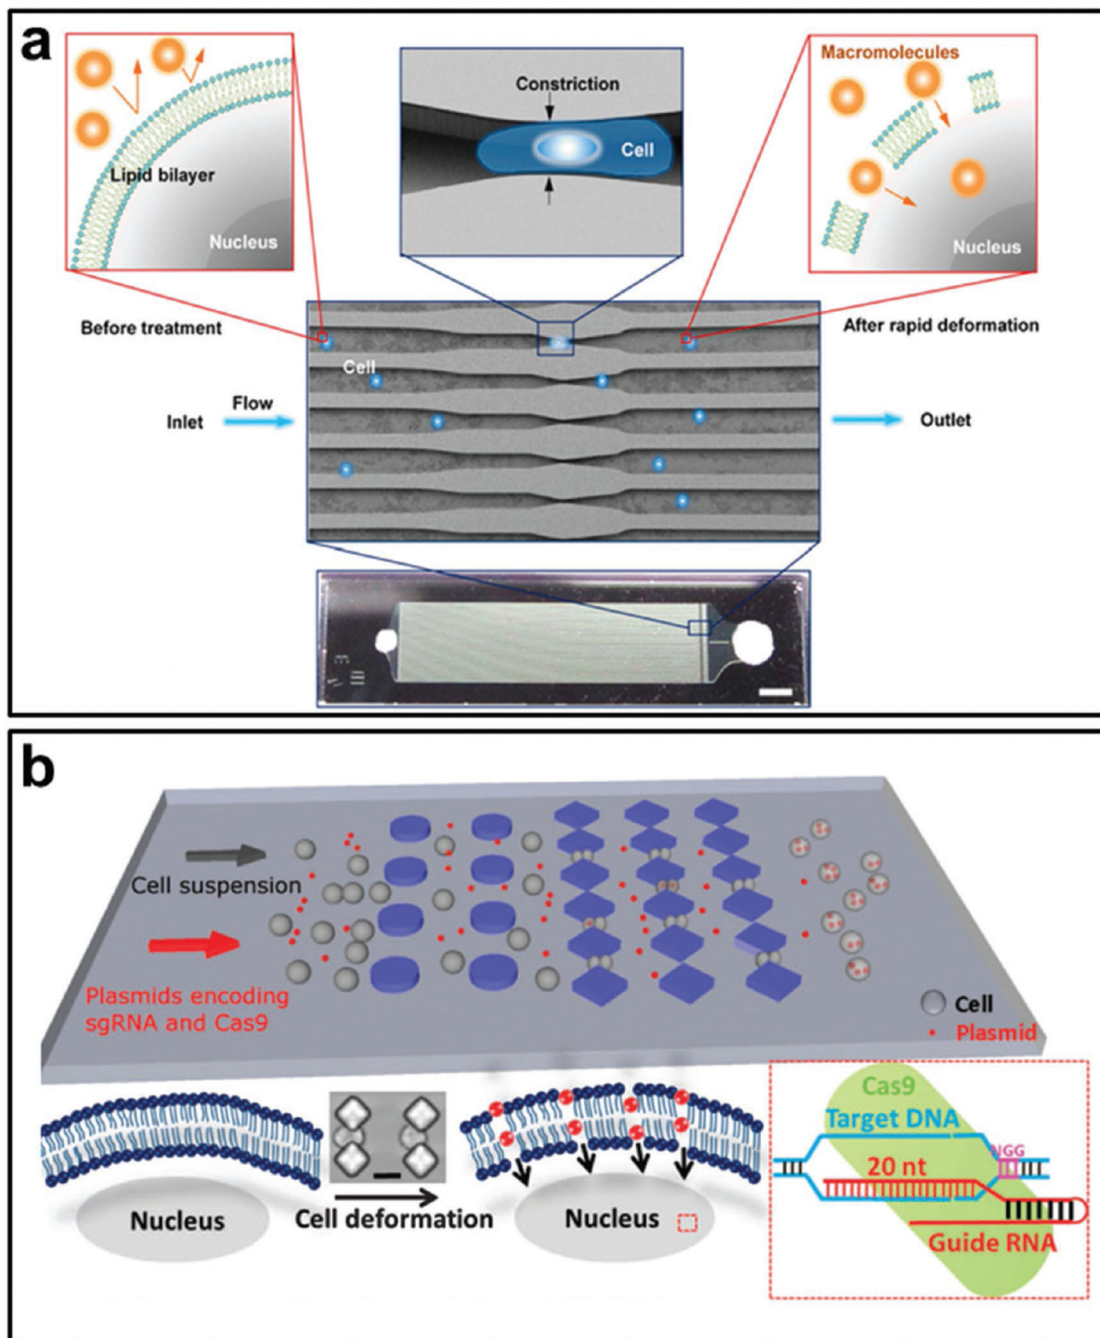 a
Macromolecules
Constriction
Cell
Lipid bilayer
Nucleus
Nucleus
Before treatment
After rapid deformation
Cell
Flow
Inlet
Outlet
b
Cell suspension
Plasmids encoding
sgRNA and Cas9
Cell
Plasmid
Nucleus
Cell deformation
Nucleus
Cas9
Target DNA
NGG
20 nt
Guide RNA